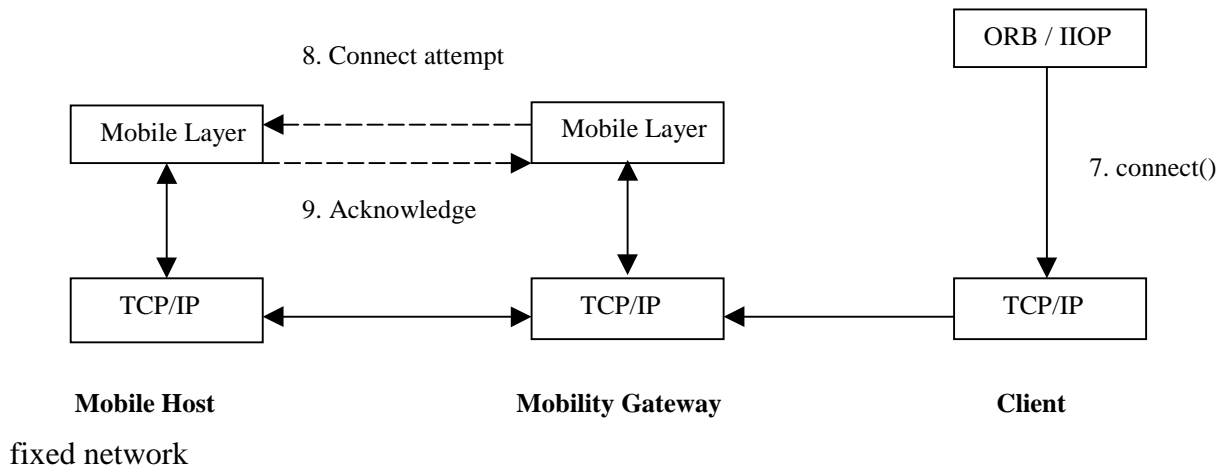 ORB / IIOP
8. Connect attempt
Mobile Layer
Mobile Layer
7. connect()
9. Acknowledge
TCP/IP
TCP/IP
TCP/IP
Mobile Host
Mobility Gateway
Client
fixed network